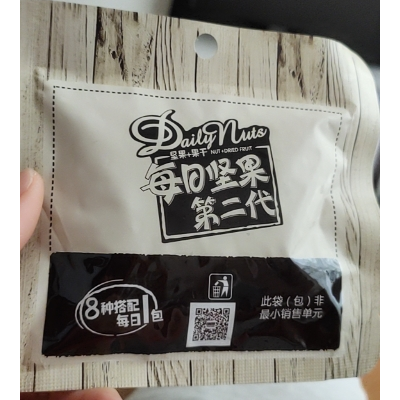 Daily Nuts
坚果+果干 NUT+DRIED FRUIT
每日坚果
第二代
8种搭配
每日1包
此袋（包）非
最小销售单元